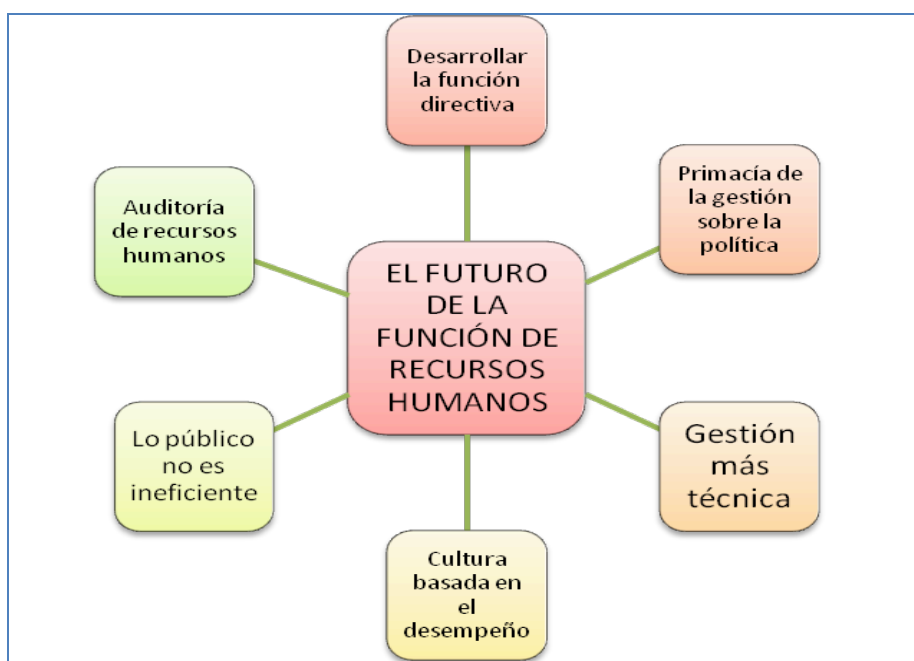 Desarrollar
la función
directiva
Primacía de
la gestión
sobre la
política
Auditoría
de recursos
humanos
EL FUTURO
DE LA
FUNCIÓN DE
RECURSOS
HUMANOS
Gestión
más
técnica
Lo público
no es
ineficiente
Cultura
basada en
el
desempeño